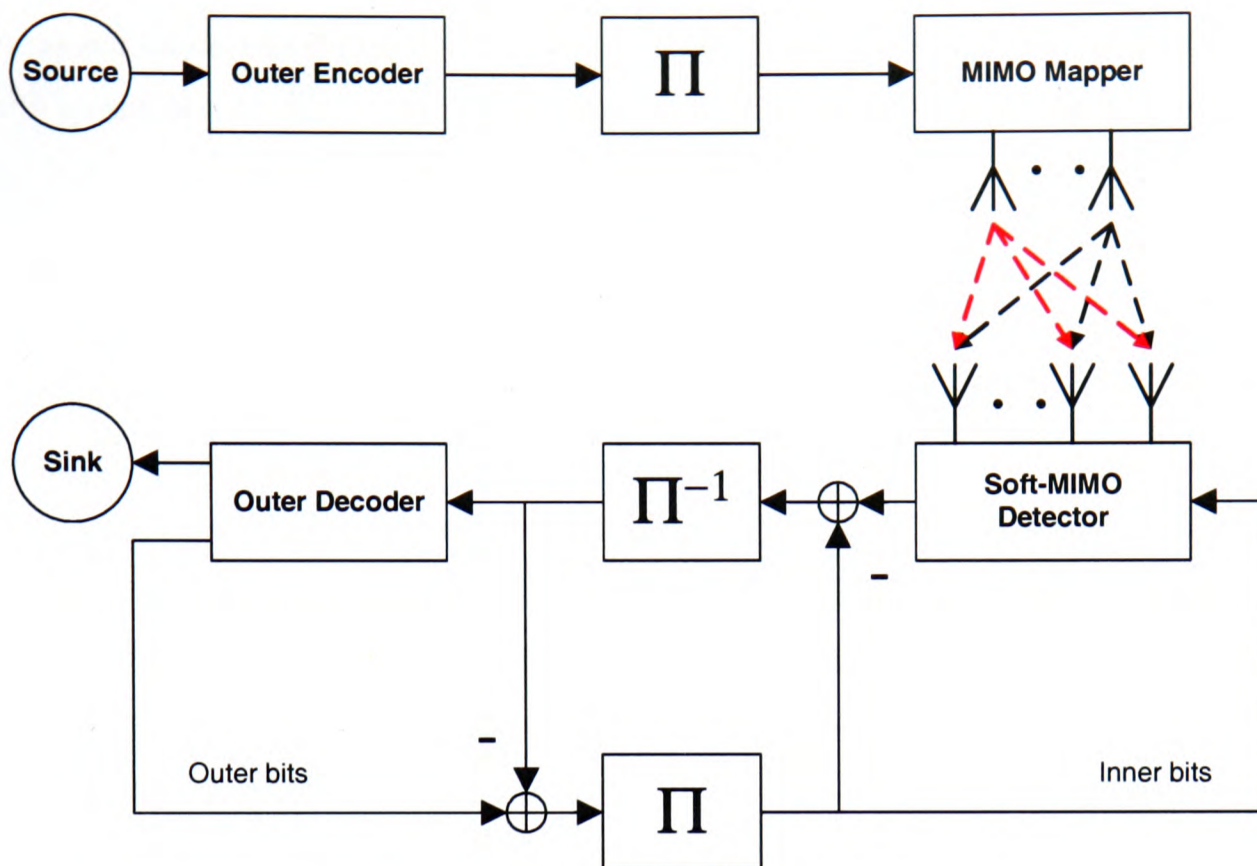 Source
Outer Encoder
Π
MIMO Mapper
Sink
Outer Decoder
Π⁻¹
Soft-MIMO
Detector
-
-
Outer bits
Π
Inner bits